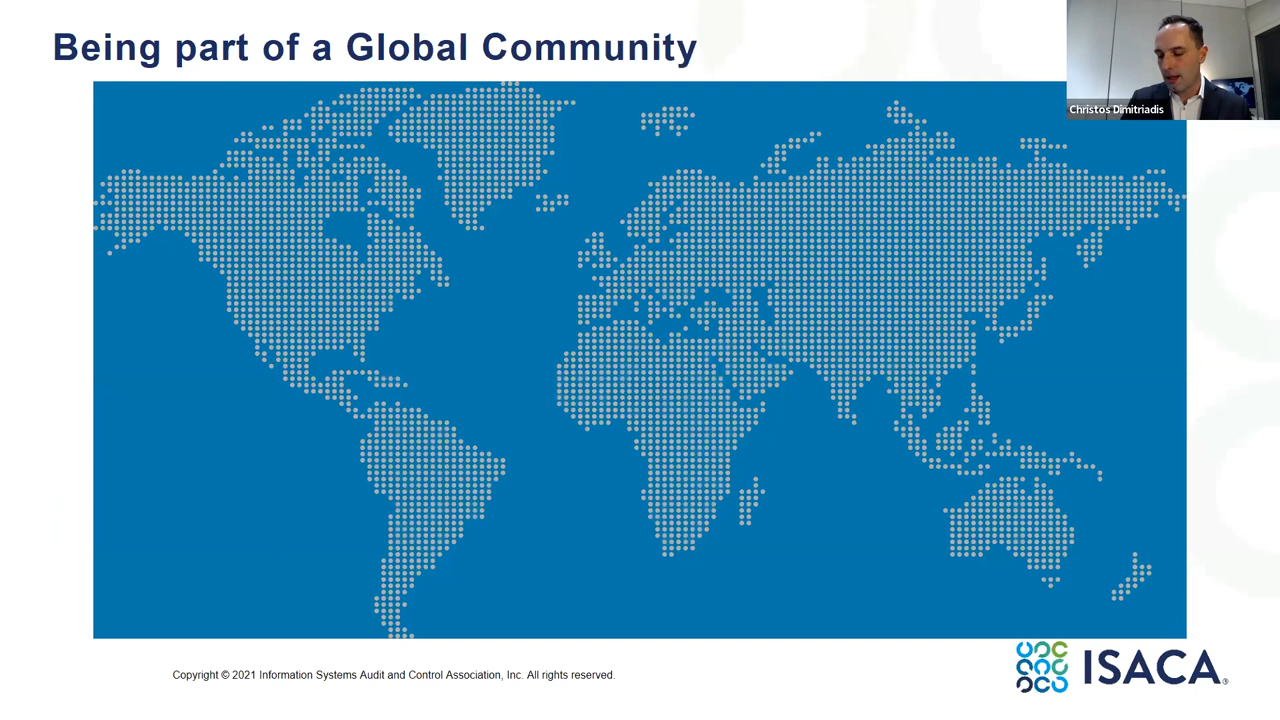 Being part of a Global Community
Christos Dimitriadis
Copyright © 2021 Information Systems Audit and Control Association, Inc. All rights reserved.
ISACA®